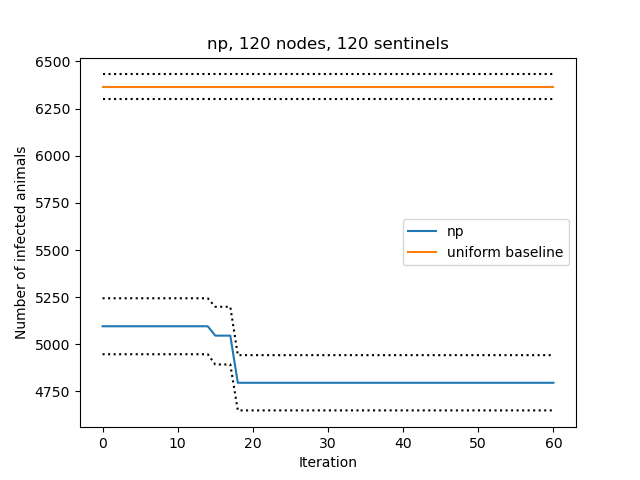 np, 120 nodes, 120 sentinels
6500
6250
6000
5750
5500
5250
5000
4750
Number of infected animals
np
uniform baseline
0 10 20 30 40 50 60
Iteration